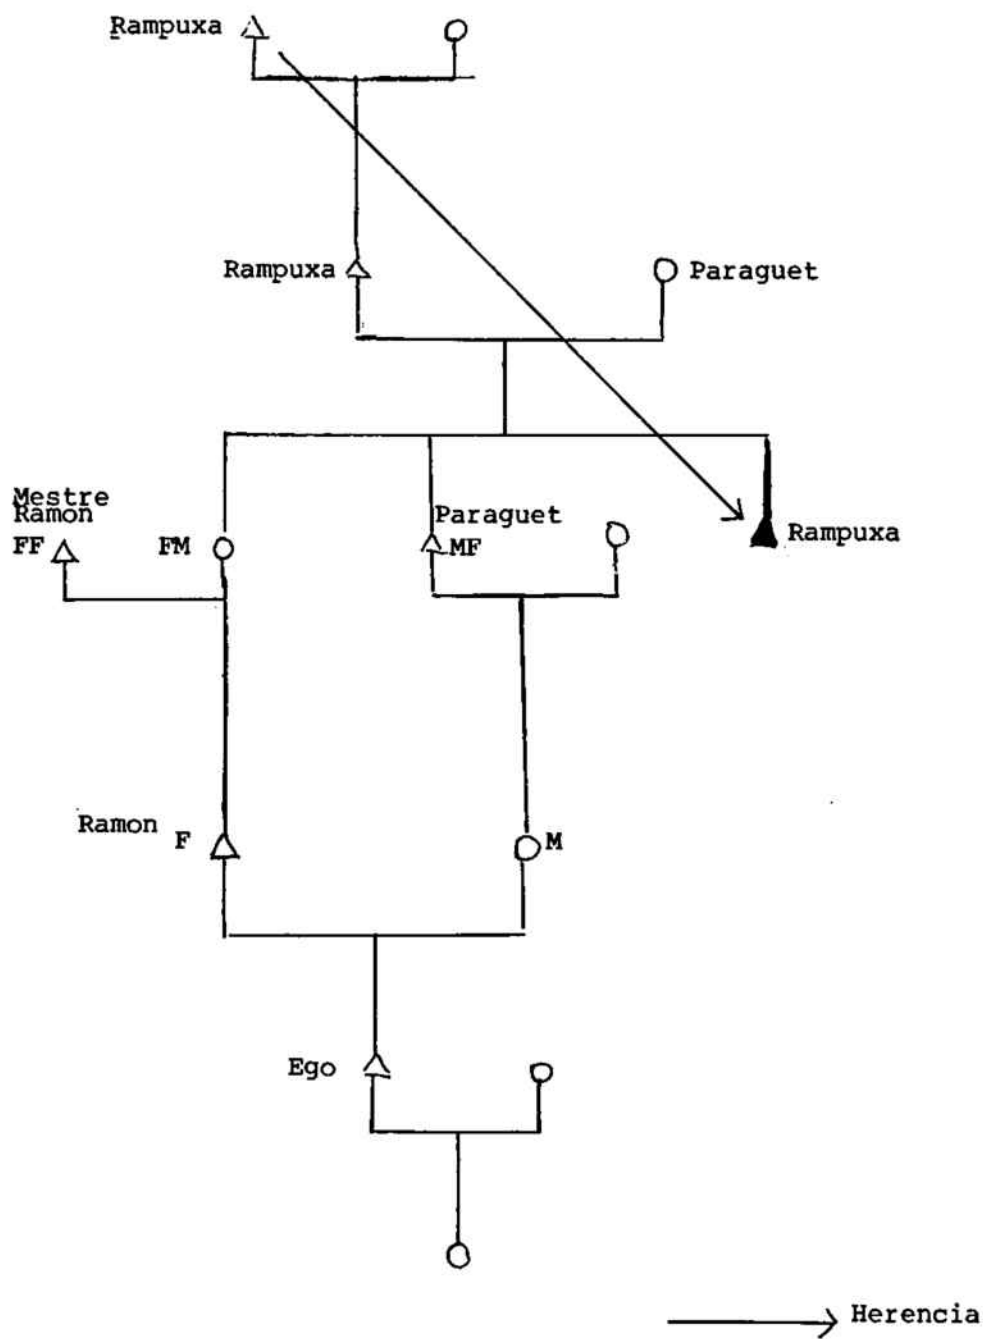 Rampuxa
Rampuxa
Paraguet
Mestre
Ramon
FF
FM
Paraguet
MF
Rampuxa
Ramon
F
M
Ego
Herencia